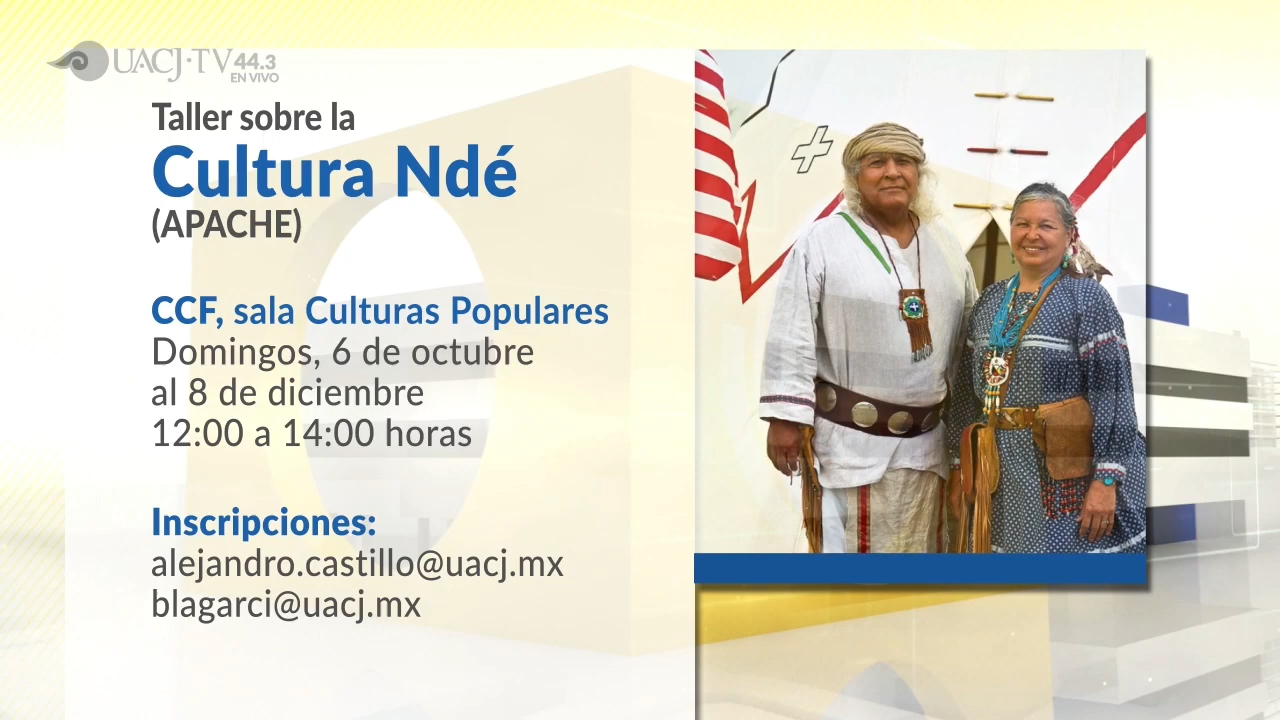 UACJ·TV 44.3
EN VIVO
Taller sobre la
Cultura Ndé
(APACHE)
CCF, sala Culturas Populares
Domingos, 6 de octubre
al 8 de diciembre
12:00 a 14:00 horas
Inscripciones:
alejandro.castillo@uacj.mx
blagarci@uacj.mx